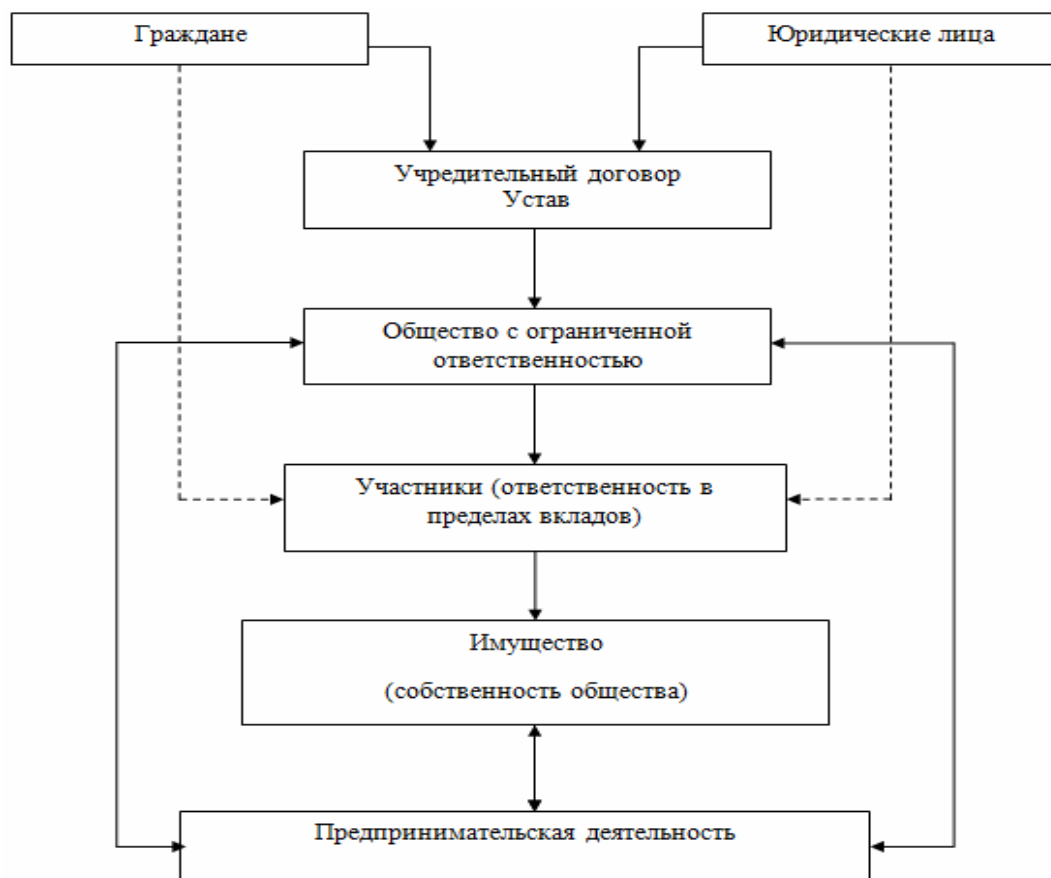 Граждане
Юридические лица
Учредительный договор
Устав
Общество с ограниченной
ответственностью
Участники (ответственность в
пределах вкладов)
Имущество
(собственность общества)
Предпринимательская деятельность